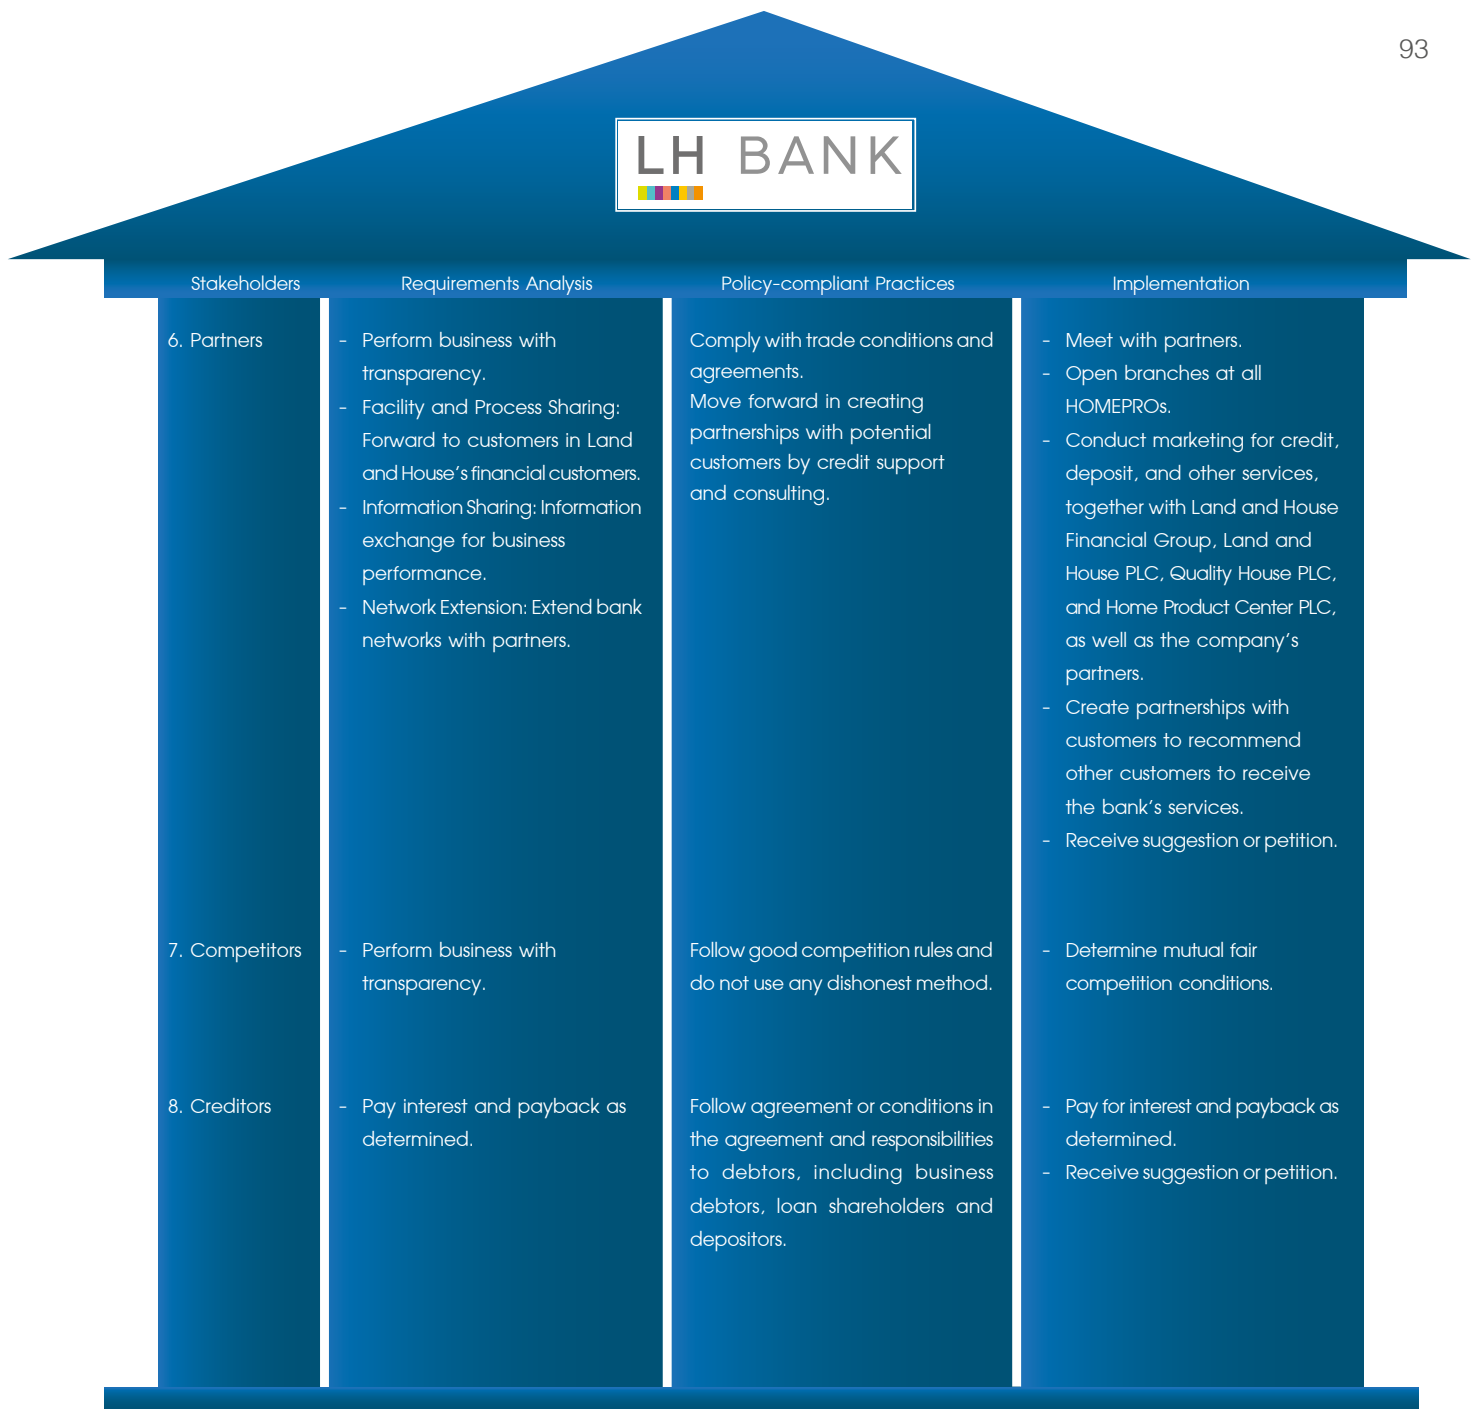 93
LH BANK
Stakeholders
Requirements Analysis
Policy-compliant Practices
Implementation
6. Partners
- Perform business with
transparency.
- Facility and Process Sharing:
Forward to customers in Land
and House's financial customers.
- Information Sharing: Information
exchange for business
performance.
- Network Extension: Extend bank
networks with partners.
Comply with trade conditions and
agreements.
Move forward in creating
partnerships with potential
customers by credit support
and consulting.
- Meet with partners.
- Open branches at all
HOMEPROs.
- Conduct marketing for credit,
deposit, and other services,
together with Land and House
Financial Group, Land and
House PLC, Quality House PLC,
and Home Product Center PLC,
as well as the company's
partners.
- Create partnerships with
customers to recommend
other customers to receive
the bank's services.
- Receive suggestion or petition.
7. Competitors
- Perform business with
transparency.
Follow good competition rules and
do not use any dishonest method.
- Determine mutual fair
competition conditions.
8. Creditors
- Pay interest and payback as
determined.
Follow agreement or conditions in
the agreement and responsibilities
to debtors, including business
debtors, loan shareholders and
depositors.
- Pay for interest and payback as
determined.
- Receive suggestion or petition.